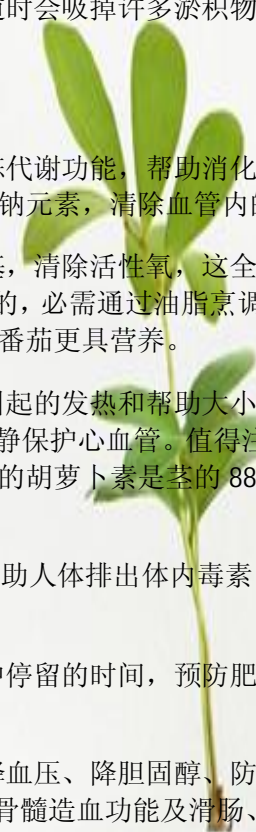 时会吸掉许多淤积物
代谢功能，帮助消化
钠元素，清除血管内
，清除活性氧，这全
的，必需通过油脂烹调
番茄更具营养。
起的发热和帮助大小
静保护心血管。值得注
的胡萝卜素是茎的 88
助人体排出体内毒素
停留的时间，预防肥
血压、降胆固醇、防
骨髓造血功能及滑肠、